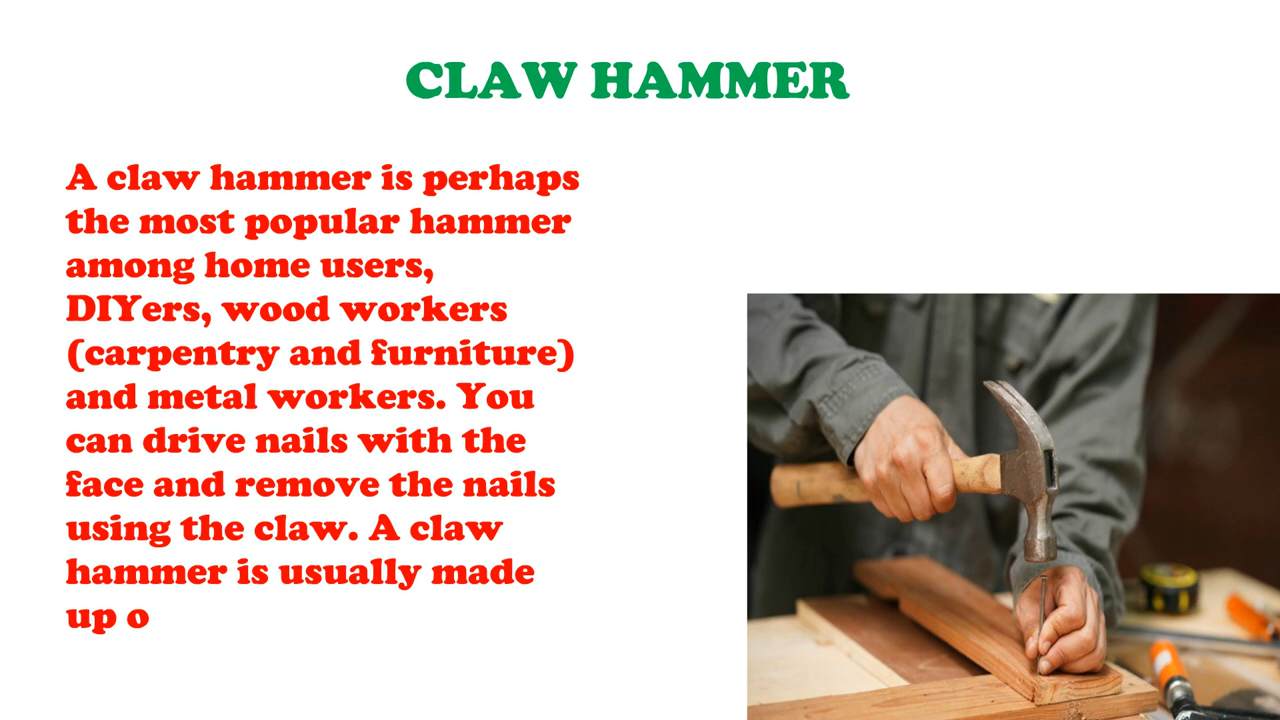 CLAW HAMMER
A claw hammer is perhaps
the most popular hammer
among home users,
DIYers, wood workers
(carpentry and furniture)
and metal workers. You
can drive nails with the
face and remove the nails
using the claw. A claw
hammer is usually made
up o